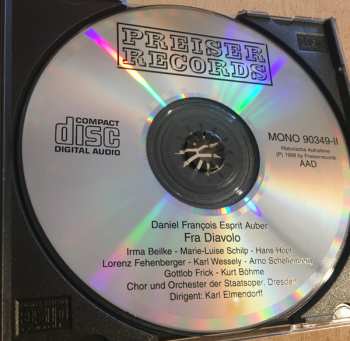 PREISER
RECORDS
COMPACT
disc
DIGITAL AUDIO
MONO 90349-II
Historische Aufnahme
(P) 1998 by Preiser-records
AAD
Daniel François Esprit Auber
Fra Diavolo
Irma Beilke - Marie-Luise Schilp - Hans Hopf
Lorenz Fehenberger - Karl Wessely - Arno Schellenberg
Gottlob Frick - Kurt Böhme
Chor und Orchester der Staatsoper, Dresden
Dirigent: Karl Elmendorff